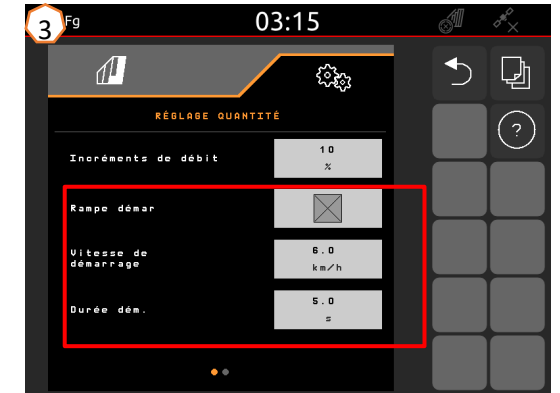 3
Fg
03:15
RÉGLAGE QUANTITÉ
Incréments de débit
10
%
Rampe démar
Vitesse de
démarrage
6.0
km/h
Durée dém.
5.0
s
?